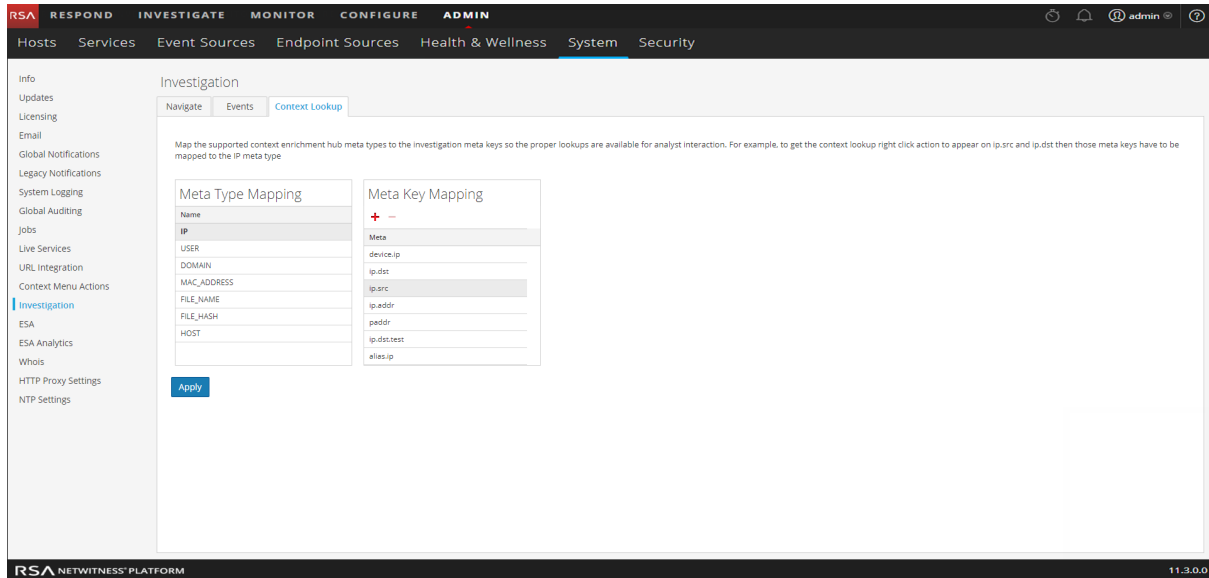 RSA RESPOND INVESTIGATE MONITOR CONFIGURE ADMIN admin
Hosts Services Event Sources Endpoint Sources Health & Wellness System Security
Info
Updates
Licensing
Email
Global Notifications
Legacy Notifications
System Logging
Global Auditing
Jobs
Live Services
URL Integration
Context Menu Actions
Investigation
ESA
ESA Analytics
Whois
HTTP Proxy Settings
NTP Settings
Investigation
Navigate Events Context Lookup
Map the supported context enrichment hub meta types to the investigation meta keys so the proper lookups are available for analyst interaction. For example, to get the context lookup right click action to appear on ip.src and ip.dst then those meta keys have to be
mapped to the IP meta type
Meta Type Mapping
Name
IP
USER
DOMAIN
MAC_ADDRESS
FILE_NAME
FILE_HASH
HOST
Meta Key Mapping
+ −
Meta
device.ip
ip.dst
ip.src
ip.addr
paddr
ip.dst.test
alias.ip
Apply
RSA NETWITNESS® PLATFORM 11.3.0.0